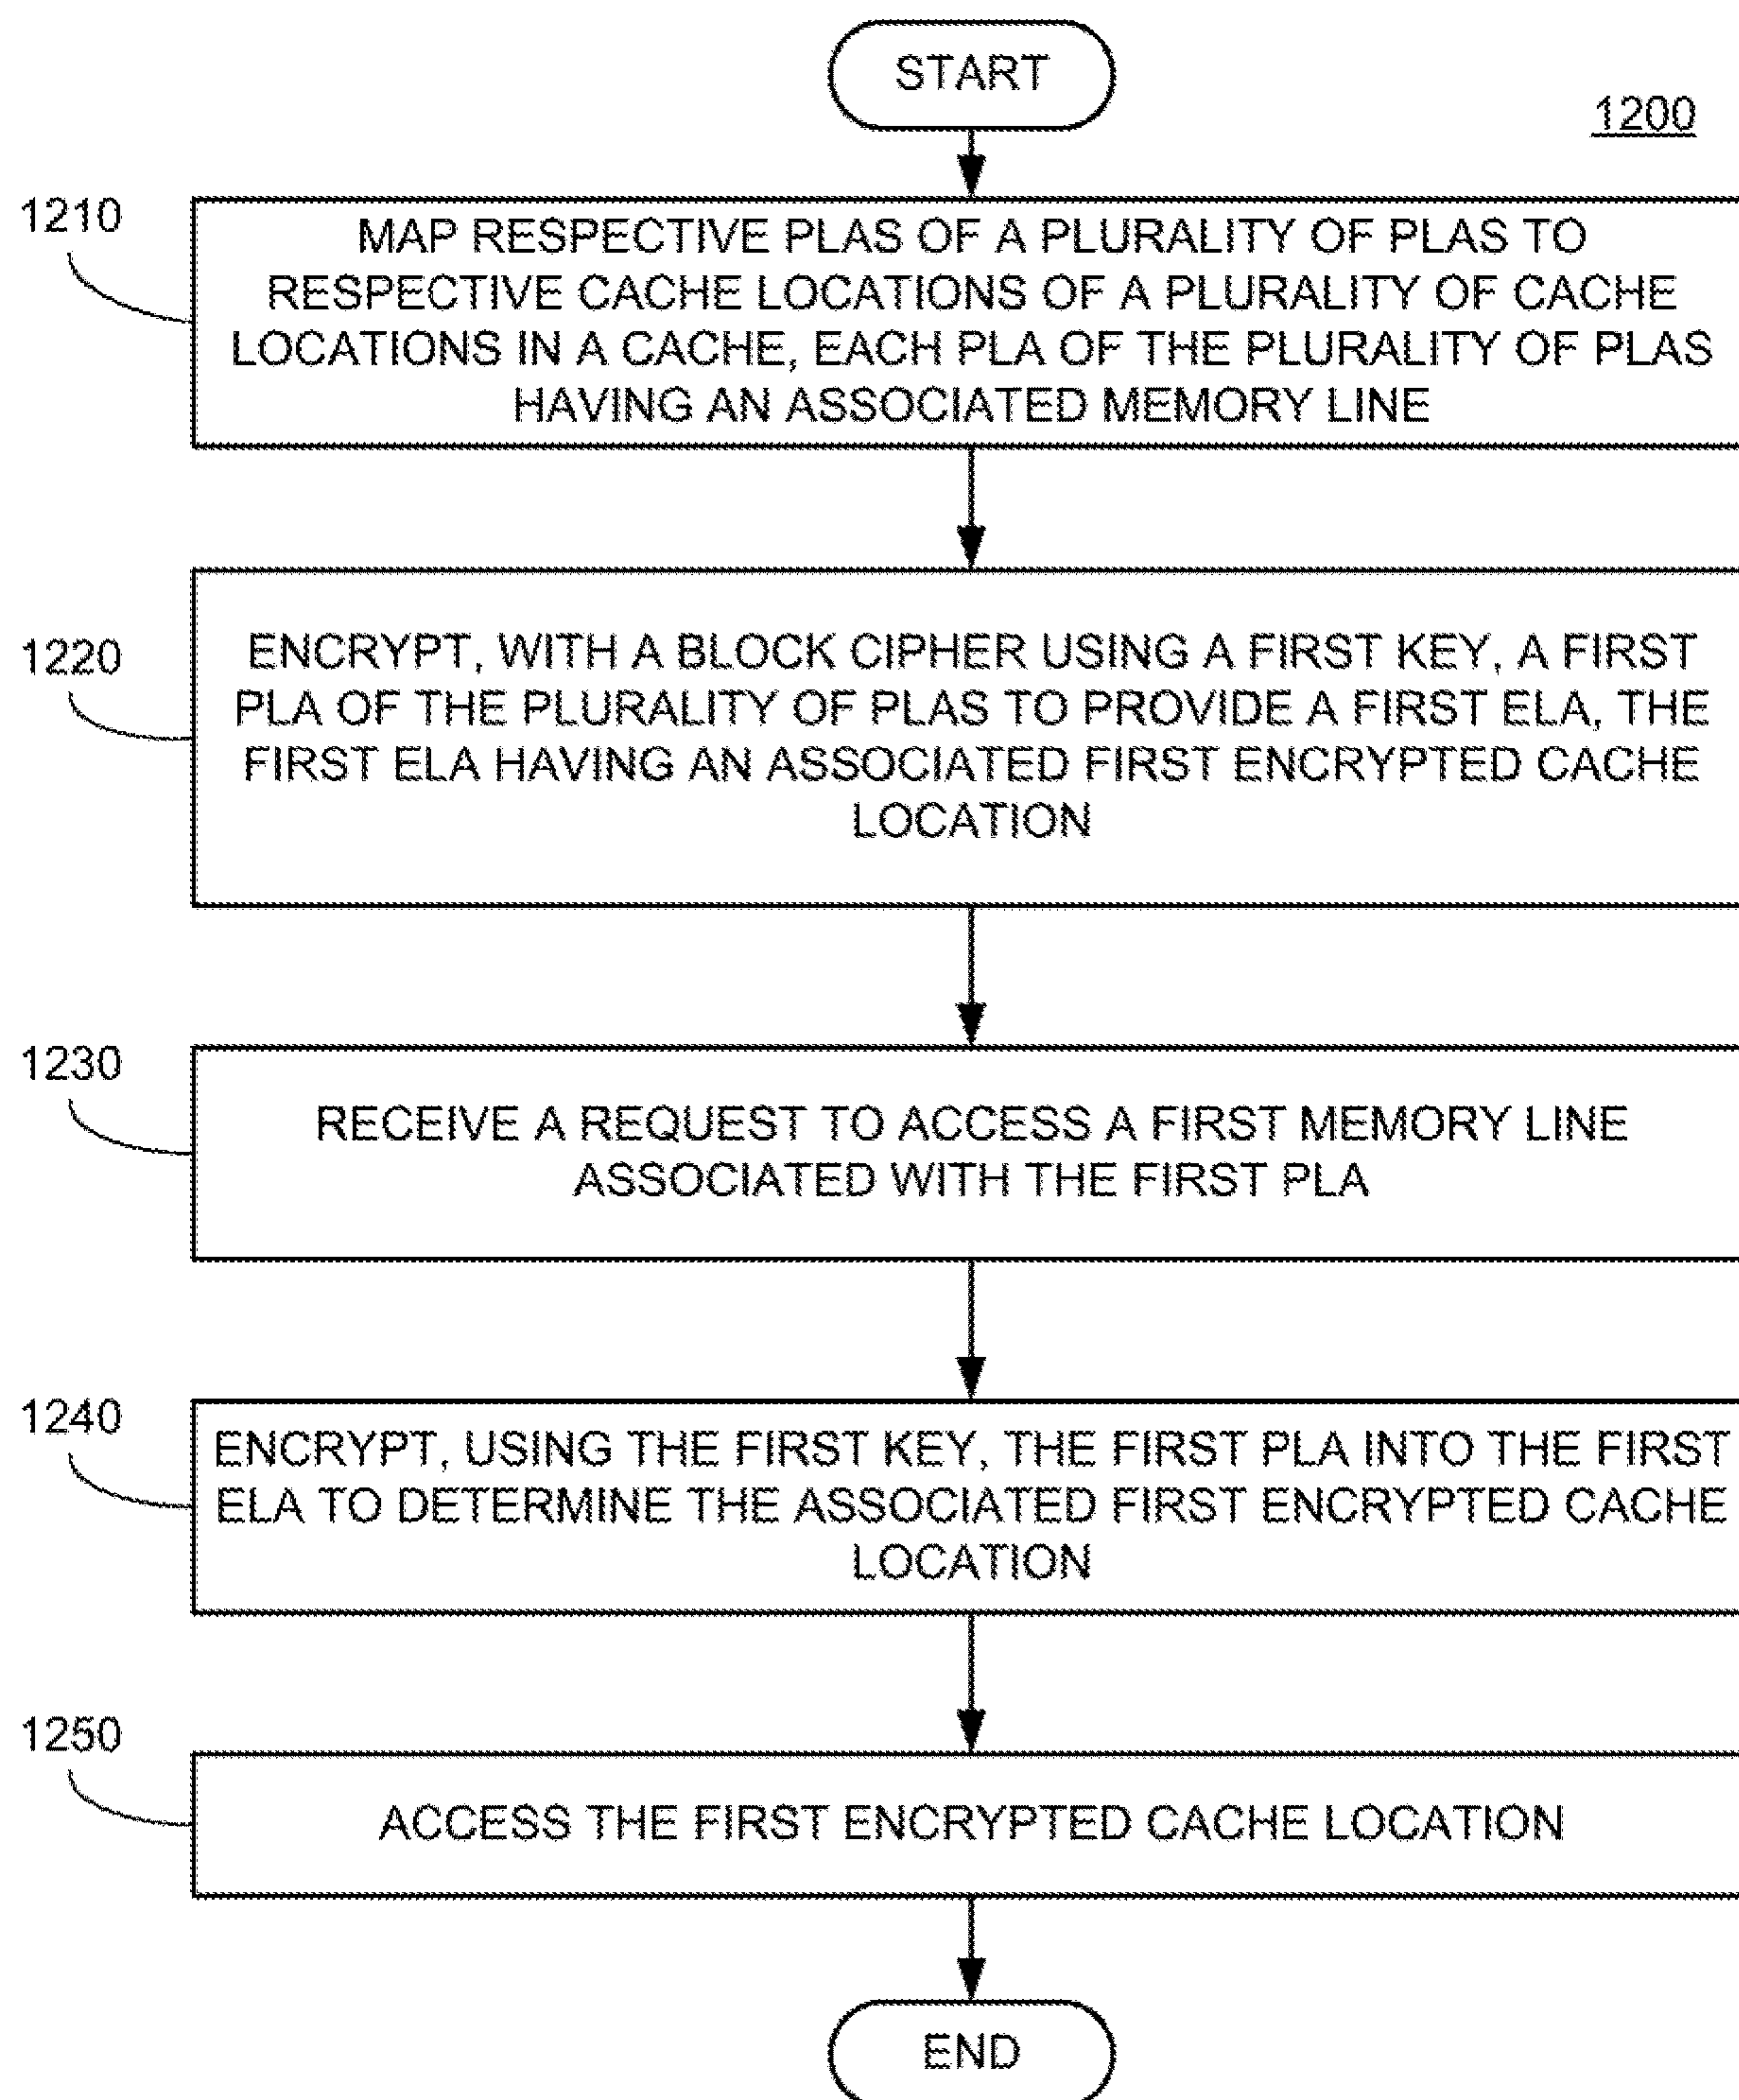 START
1200
1210
MAP RESPECTIVE PLAS OF A PLURALITY OF PLAS TO
RESPECTIVE CACHE LOCATIONS OF A PLURALITY OF CACHE
LOCATIONS IN A CACHE, EACH PLA OF THE PLURALITY OF PLAS
HAVING AN ASSOCIATED MEMORY LINE
1220
ENCRYPT, WITH A BLOCK CIPHER USING A FIRST KEY, A FIRST
PLA OF THE PLURALITY OF PLAS TO PROVIDE A FIRST ELA, THE
FIRST ELA HAVING AN ASSOCIATED FIRST ENCRYPTED CACHE
LOCATION
1230
RECEIVE A REQUEST TO ACCESS A FIRST MEMORY LINE
ASSOCIATED WITH THE FIRST PLA
1240
ENCRYPT, USING THE FIRST KEY, THE FIRST PLA INTO THE FIRST
ELA TO DETERMINE THE ASSOCIATED FIRST ENCRYPTED CACHE
LOCATION
1250
ACCESS THE FIRST ENCRYPTED CACHE LOCATION
END